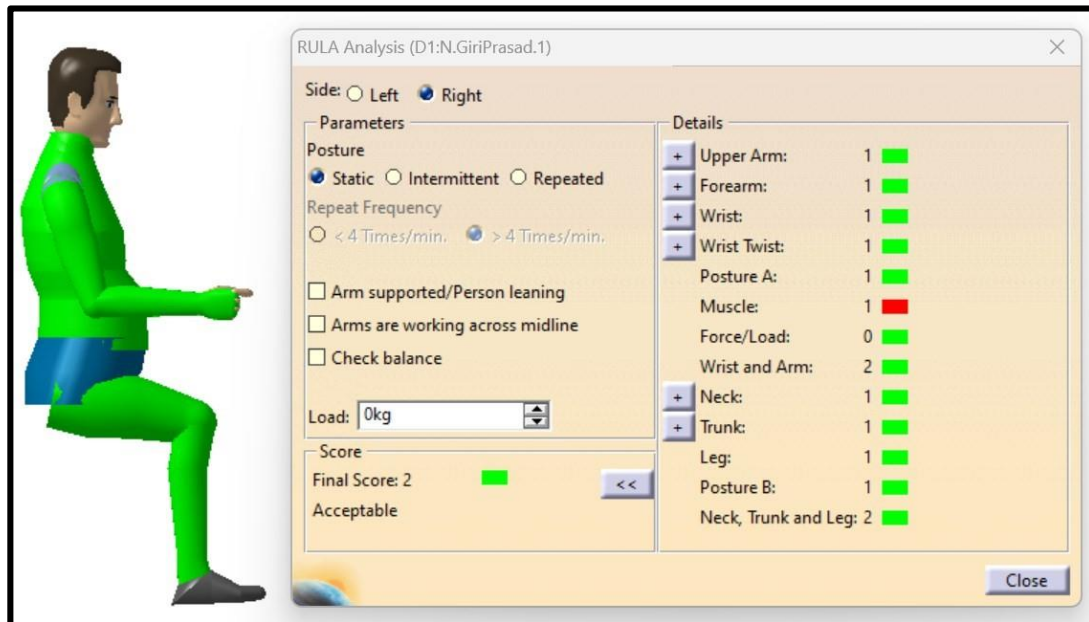 RULA Analysis (D1:N.GiriPrasad.1)
Side: Left Right
Parameters
Posture
Static Intermittent Repeated
Repeat Frequency
< 4 Times/min. > 4 Times/min.
Arm supported/Person leaning
Arms are working across midline
Check balance
Load: 0kg
Score
Final Score: 2
<<
Acceptable
Details
+ Upper Arm: 1
+ Forearm: 1
+ Wrist: 1
+ Wrist Twist: 1
Posture A: 1
Muscle: 1
Force/Load: 0
Wrist and Arm: 2
+ Neck: 1
+ Trunk: 1
Leg: 1
Posture B: 1
Neck, Trunk and Leg: 2
Close